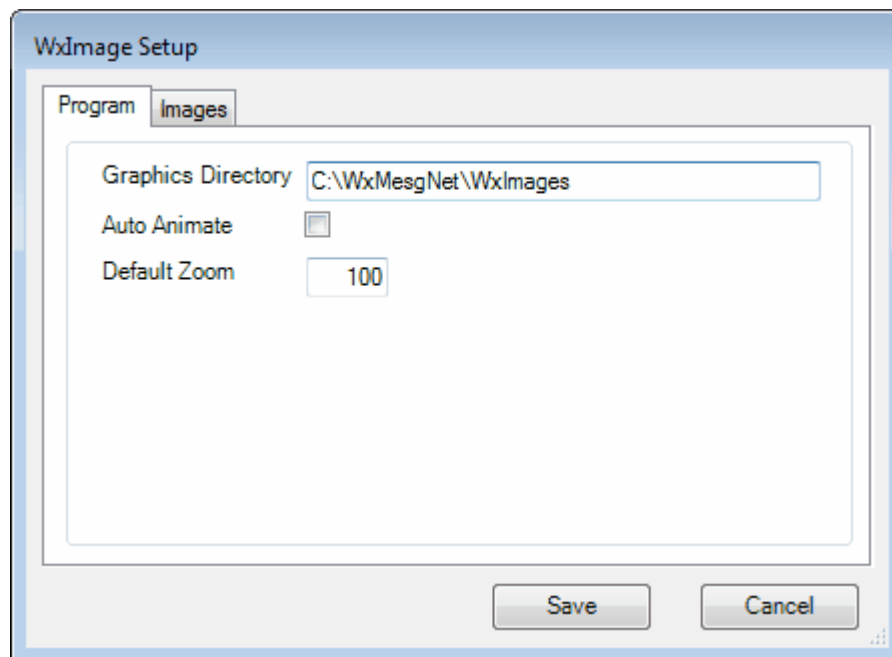 WxImage Setup
Program Images
Graphics Directory C:\WxMesgNet\WxImages
Auto Animate
Default Zoom 100
Save Cancel